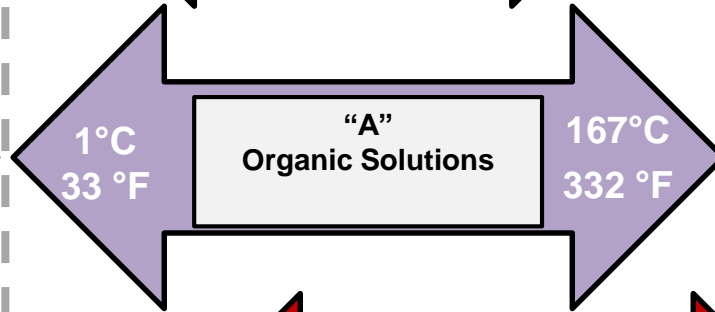 1°C
33 °F
“A”
Organic Solutions
167°C
332 °F